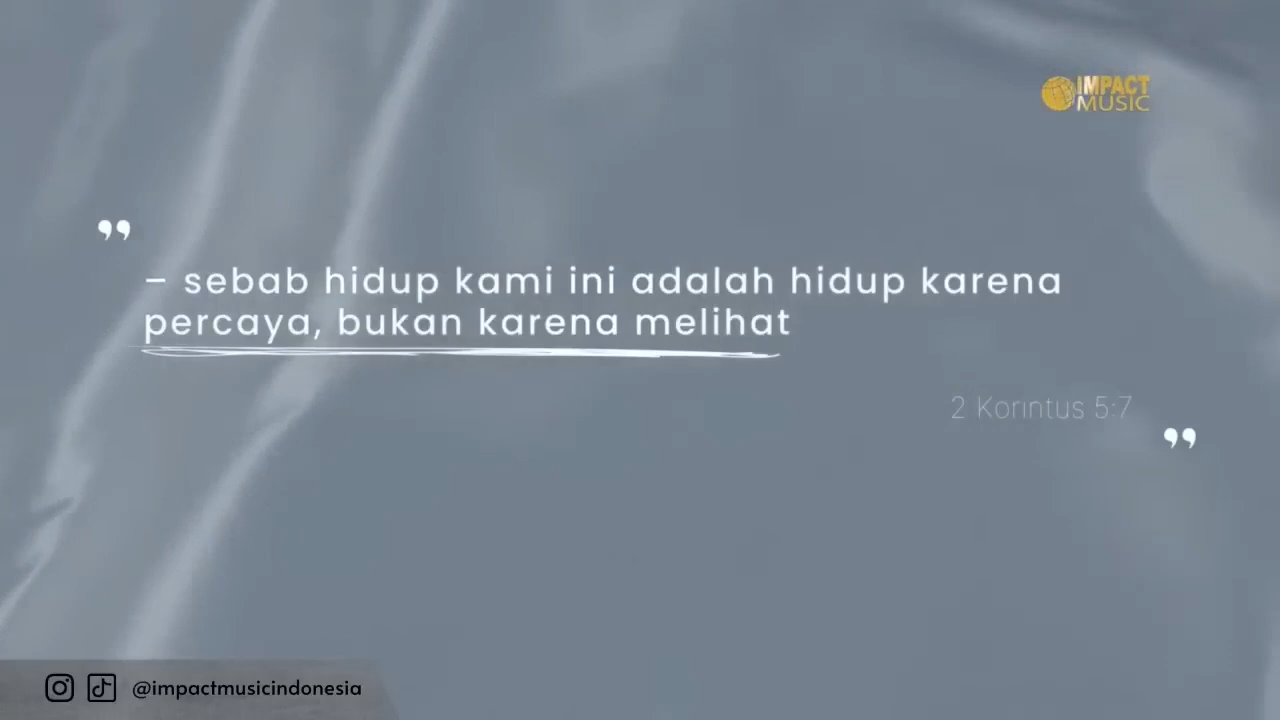 IMPACT
MUSIC
”
– sebab hidup kami ini adalah hidup karena
percaya, bukan karena melihat
2 Korintus 5:7
”
@impactmusicindonesia